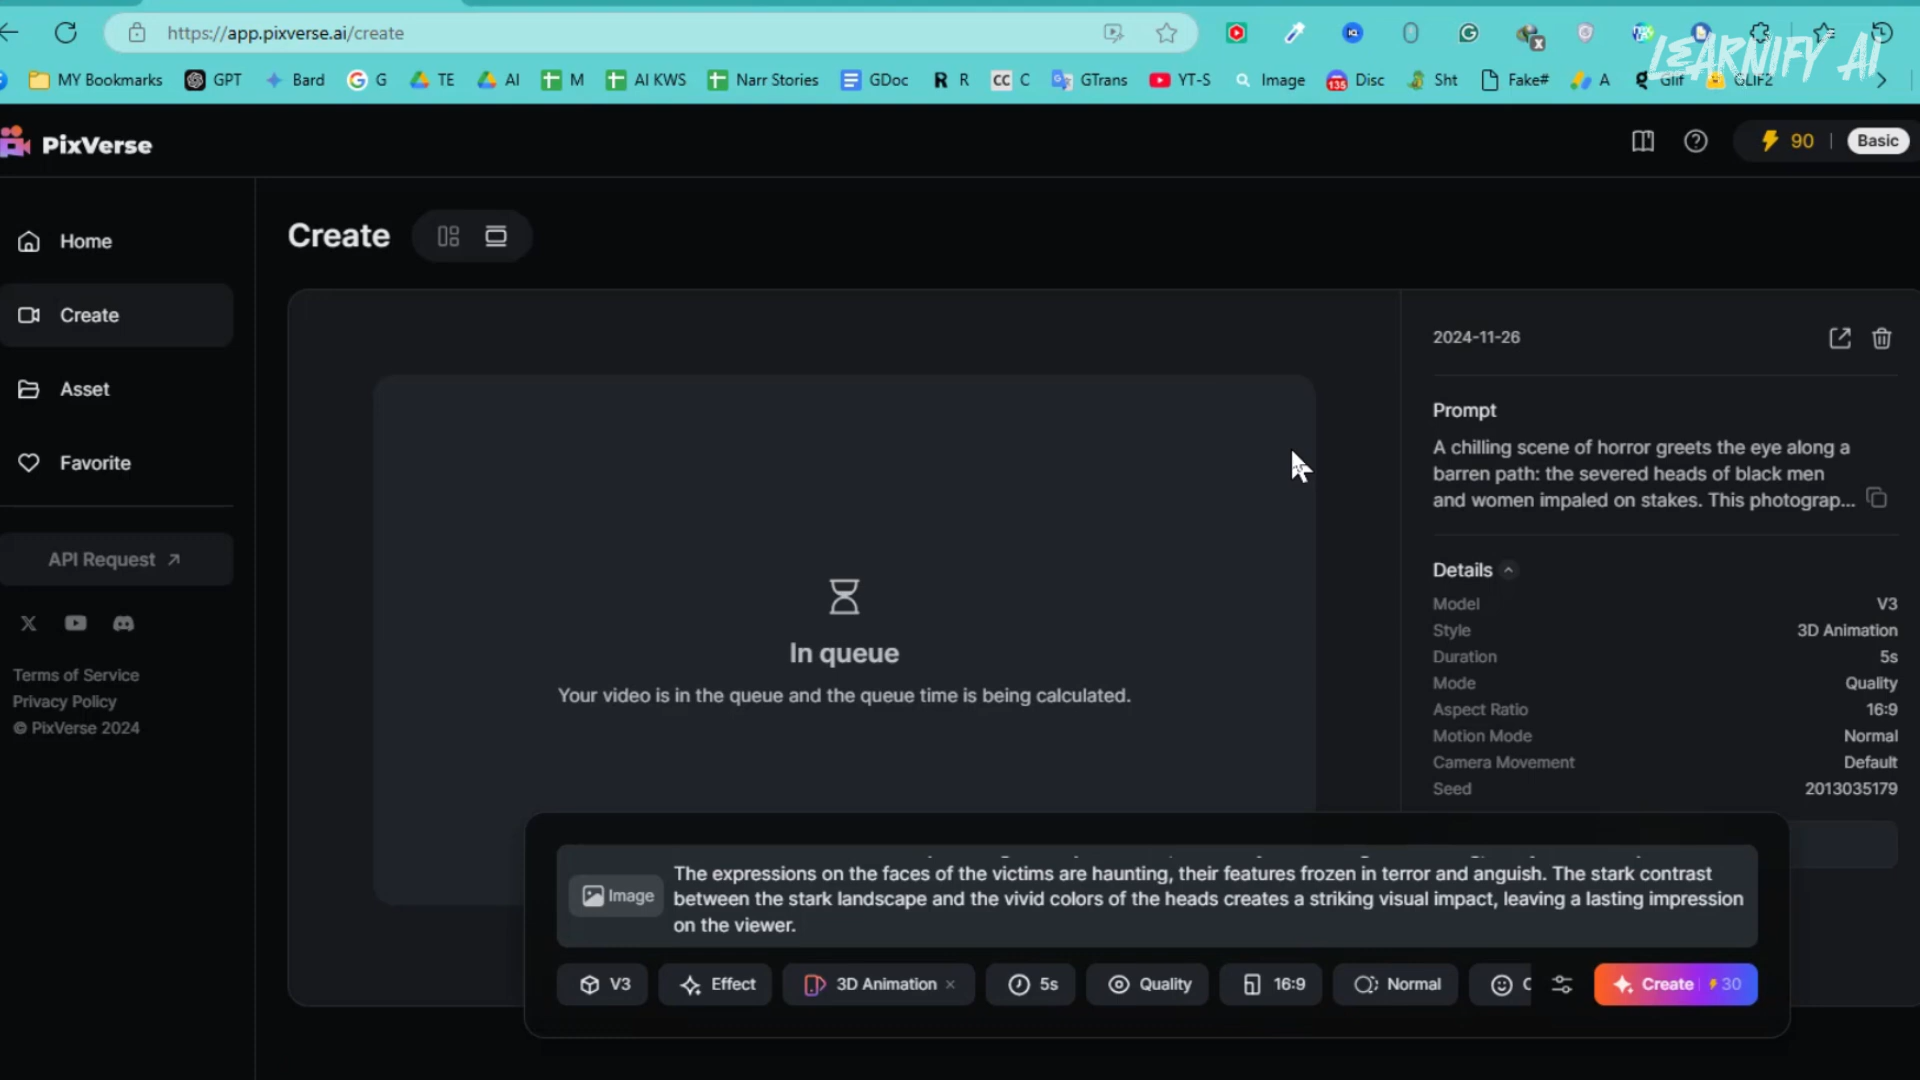 https://app.pixverse.ai/create
LEARNIFY AI
MY Bookmarks GPT Bard G TE AI M AI KWS Narr Stories GDoc R R CC C GTrans YT-S Image 135 Disc Sht Fake# A Glif GLIF2
PixVerse
90 Basic
Home
Create
Asset
Favorite
API Request
Terms of Service
Privacy Policy
© PixVerse 2024
Create
In queue
Your video is in the queue and the queue time is being calculated.
2024-11-26
Prompt
A chilling scene of horror greets the eye along a
barren path: the severed heads of black men
and women impaled on stakes. This photograp...
Details
Model V3
Style 3D Animation
Duration 5s
Mode Quality
Aspect Ratio 16:9
Motion Mode Normal
Camera Movement Default
Seed 2013035179
Image
The expressions on the faces of the victims are haunting, their features frozen in terror and anguish. The stark contrast
between the stark landscape and the vivid colors of the heads creates a striking visual impact, leaving a lasting impression
on the viewer.
V3 Effect 3D Animation 5s Quality 16:9 Normal Create 30